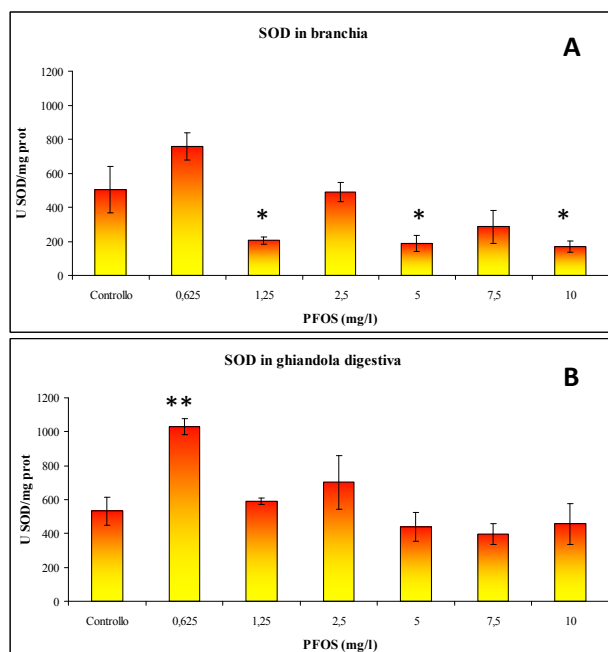 SOD in branchia
A
1200
1000
800
600
400
200
0
U SOD/mg prot
*
*
*
Controllo 0,625 1,25 2,5 5 7,5 10
PFOS (mg/l)
SOD in ghiandola digestiva
B
1200
1000
800
600
400
200
0
U SOD/mg prot
**
Controllo 0,625 1,25 2,5 5 7,5 10
PFOS (mg/l)